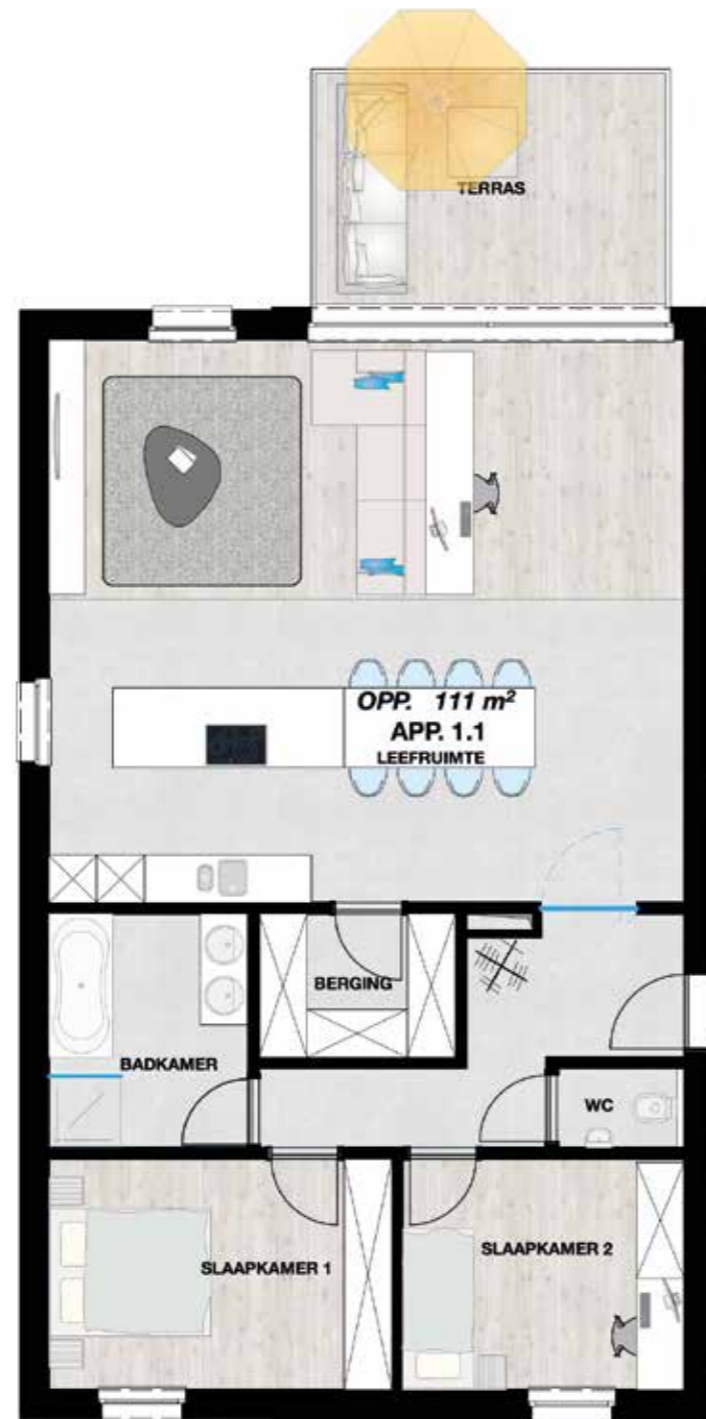 TERRAS
OPP. 111 m²
APP. 1.1
LEEFRUIMTE
BERGING
BADKAMER
WC
SLAAPKAMER 1
SLAAPKAMER 2